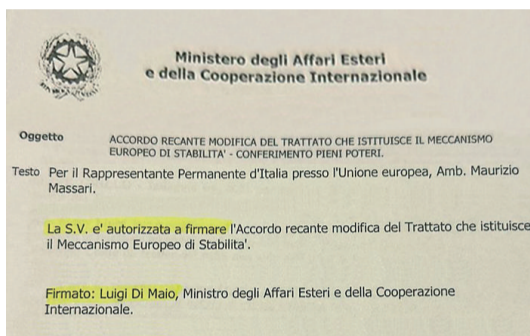 Ministero degli Affari Esteri
e della Cooperazione Internazionale
Oggetto ACCORDO RECANTE MODIFICA DEL TRATTATO CHE ISTITUISCE IL MECCANISMO
EUROPEO DI STABILITA' - CONFERIMENTO PIENI POTERI.
Testo Per il Rappresentante Permanente d'Italia presso l'Unione europea, Amb. Maurizio
Massari.
La S.V. e' autorizzata a firmare l'Accordo recante modifica del Trattato che istituisce
il Meccanismo Europeo di Stabilita'.
Firmato: Luigi Di Maio, Ministro degli Affari Esteri e della Cooperazione
Internazionale.